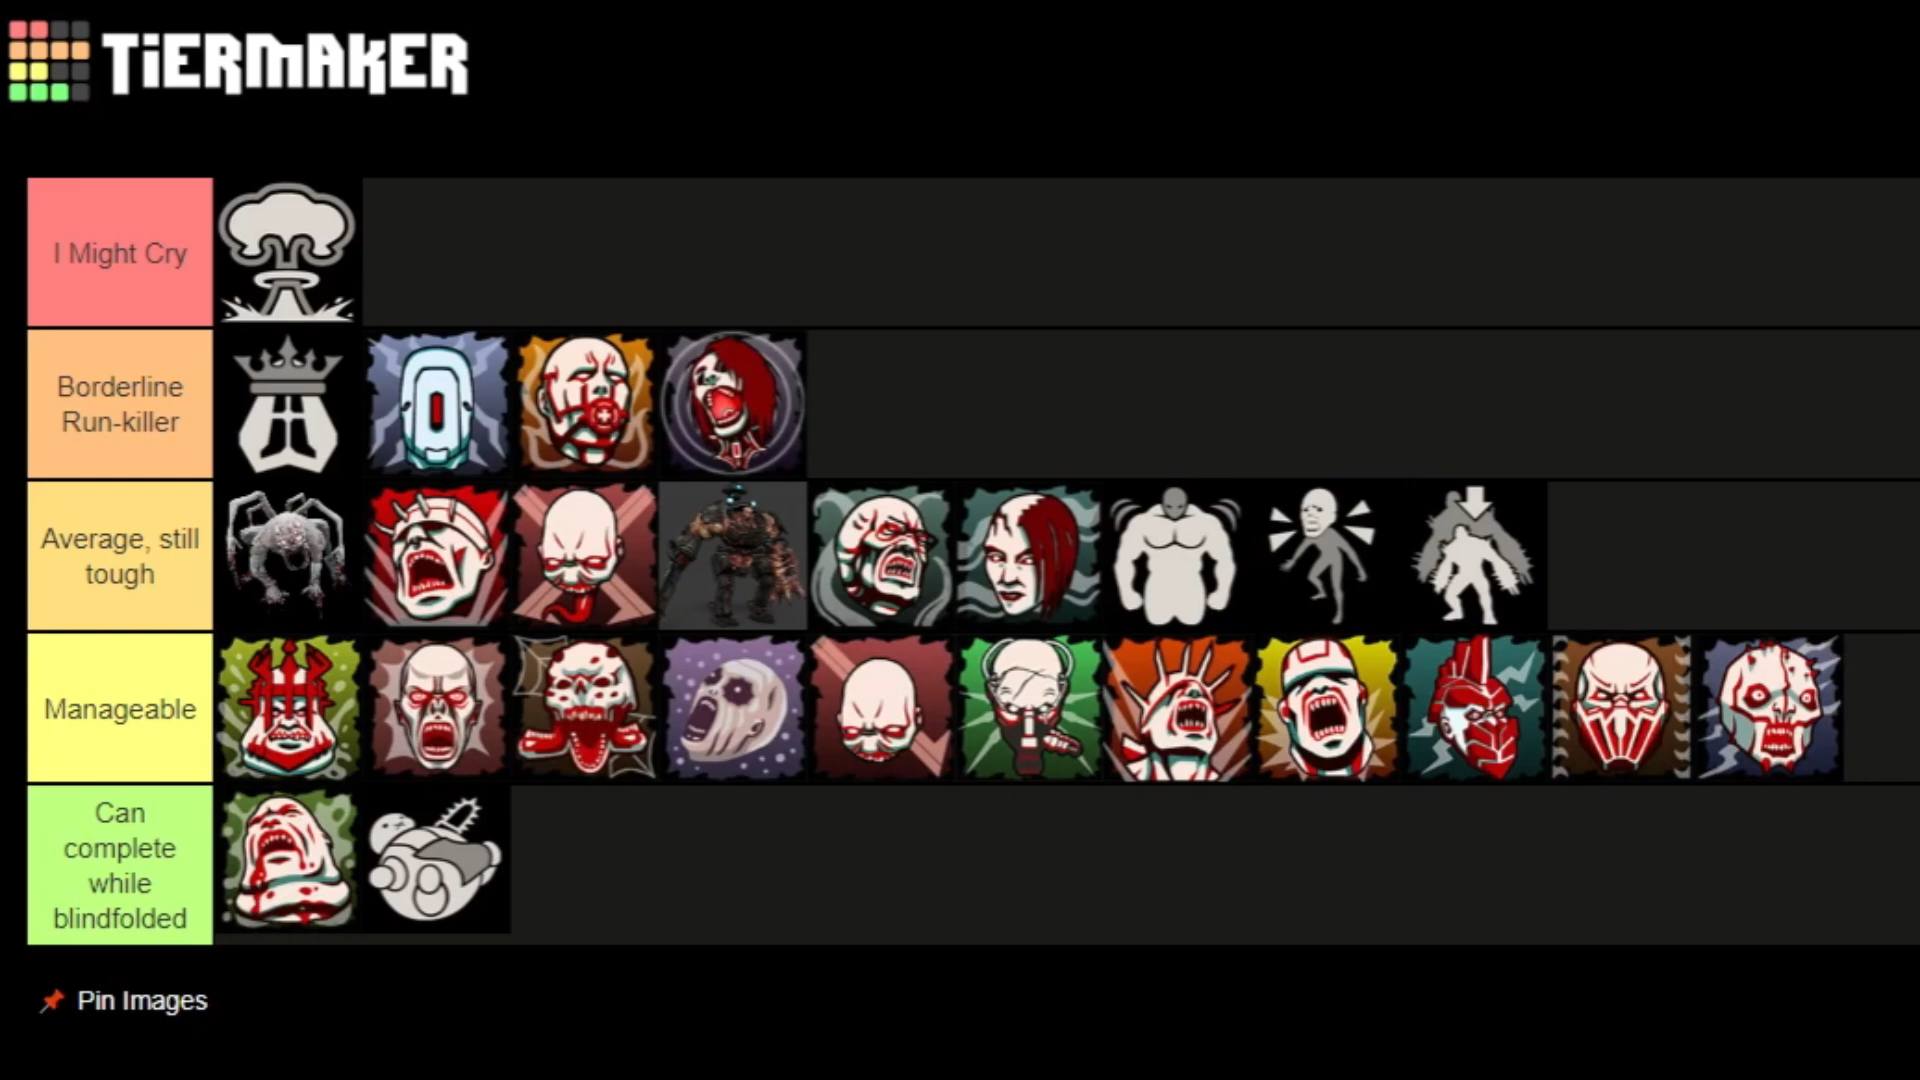 TiERMAKER
I Might Cry
Borderline
Run-killer
Average, still
tough
Manageable
Can
complete
while
blindfolded
Pin Images